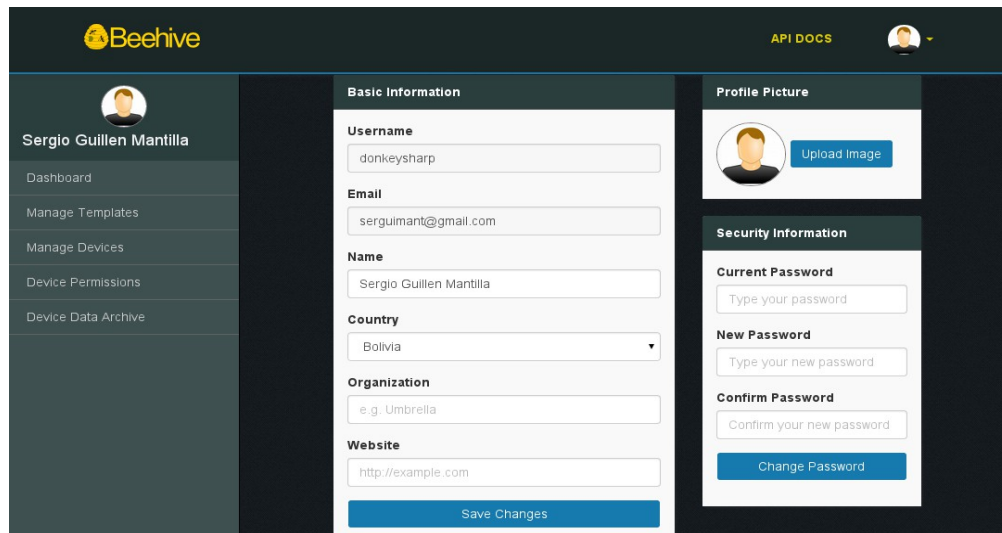 Beehive
API DOCS
Sergio Guillen Mantilla
Dashboard
Manage Templates
Manage Devices
Device Permissions
Device Data Archive
Basic Information
Username
donkeysharp
Email
serguimant@gmail.com
Name
Sergio Guillen Mantilla
Country
Bolivia
Organization
e.g. Umbrella
Website
http://example.com
Save Changes
Profile Picture
Upload Image
Security Information
Current Password
Type your password
New Password
Type your new password
Confirm Password
Confirm your new password
Change Password